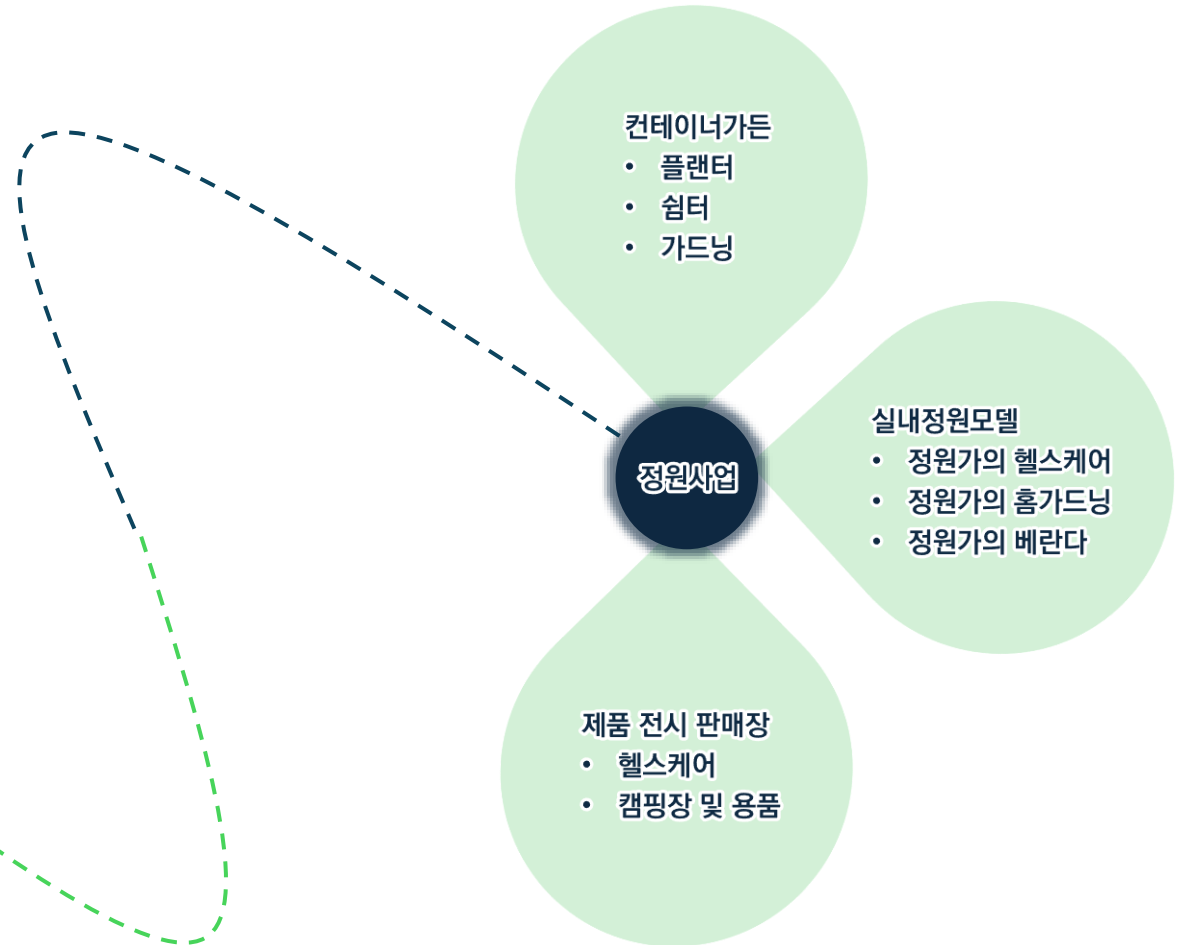 컨테이너가든
• 플랜터
• 쉼터
• 가드닝
정원사업
실내정원모델
• 정원가의 헬스케어
• 정원가의 홈가드닝
• 정원가의 베란다
제품 전시 판매장
• 헬스케어
• 캠핑장 및 용품